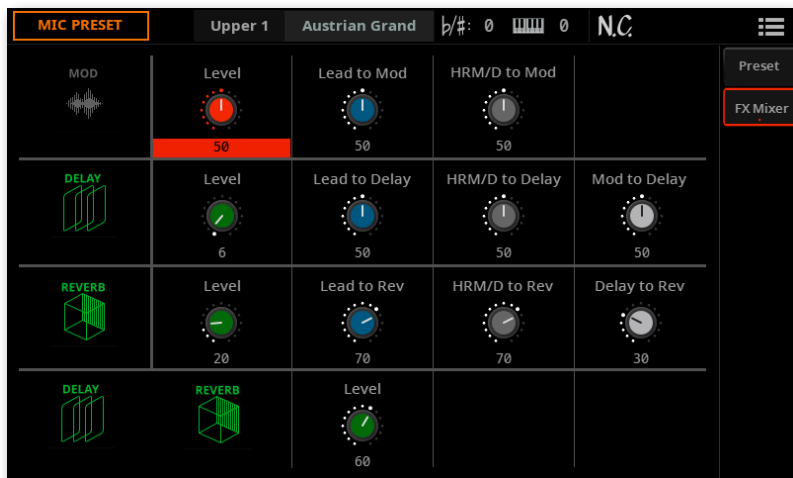 MIC PRESET Upper 1 Austrian Grand ♭/#: 0 0 N.C.
Preset
FX Mixer
MOD Level Lead to Mod HRM/D to Mod
50 50 50
DELAY Level Lead to Delay HRM/D to Delay Mod to Delay
6 50 50 50
REVERB Level Lead to Rev HRM/D to Rev Delay to Rev
20 70 70 30
DELAY REVERB Level
60